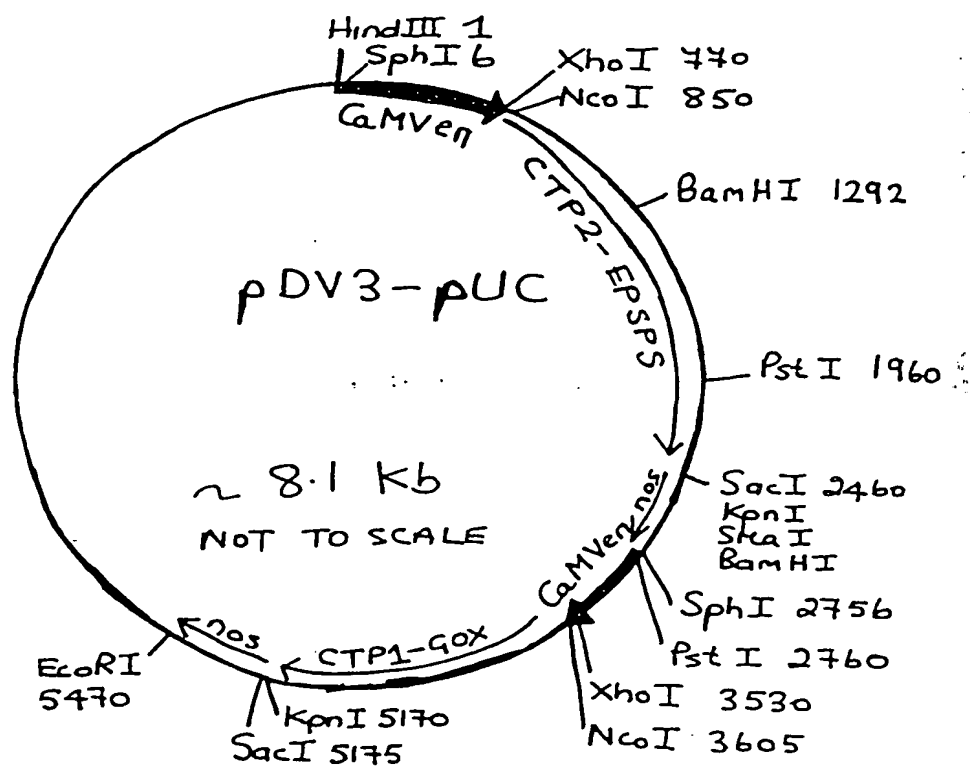 HindIII 1
SphI 6
XhoI 770
NcoI 850
CaMVen
CTP2-EPSPS
BamHI 1292
pDV3-pUC
PstI 1960
~ 8.1 Kb
NOT TO SCALE
SacI 2460
KpnI
SmaI
BamHI
nos
CaMVen
SphI 2756
PstI 2760
XhoI 3530
NcoI 3605
CTP1-GOX
nos
EcoRI
5470
KpnI 5170
SacI 5175